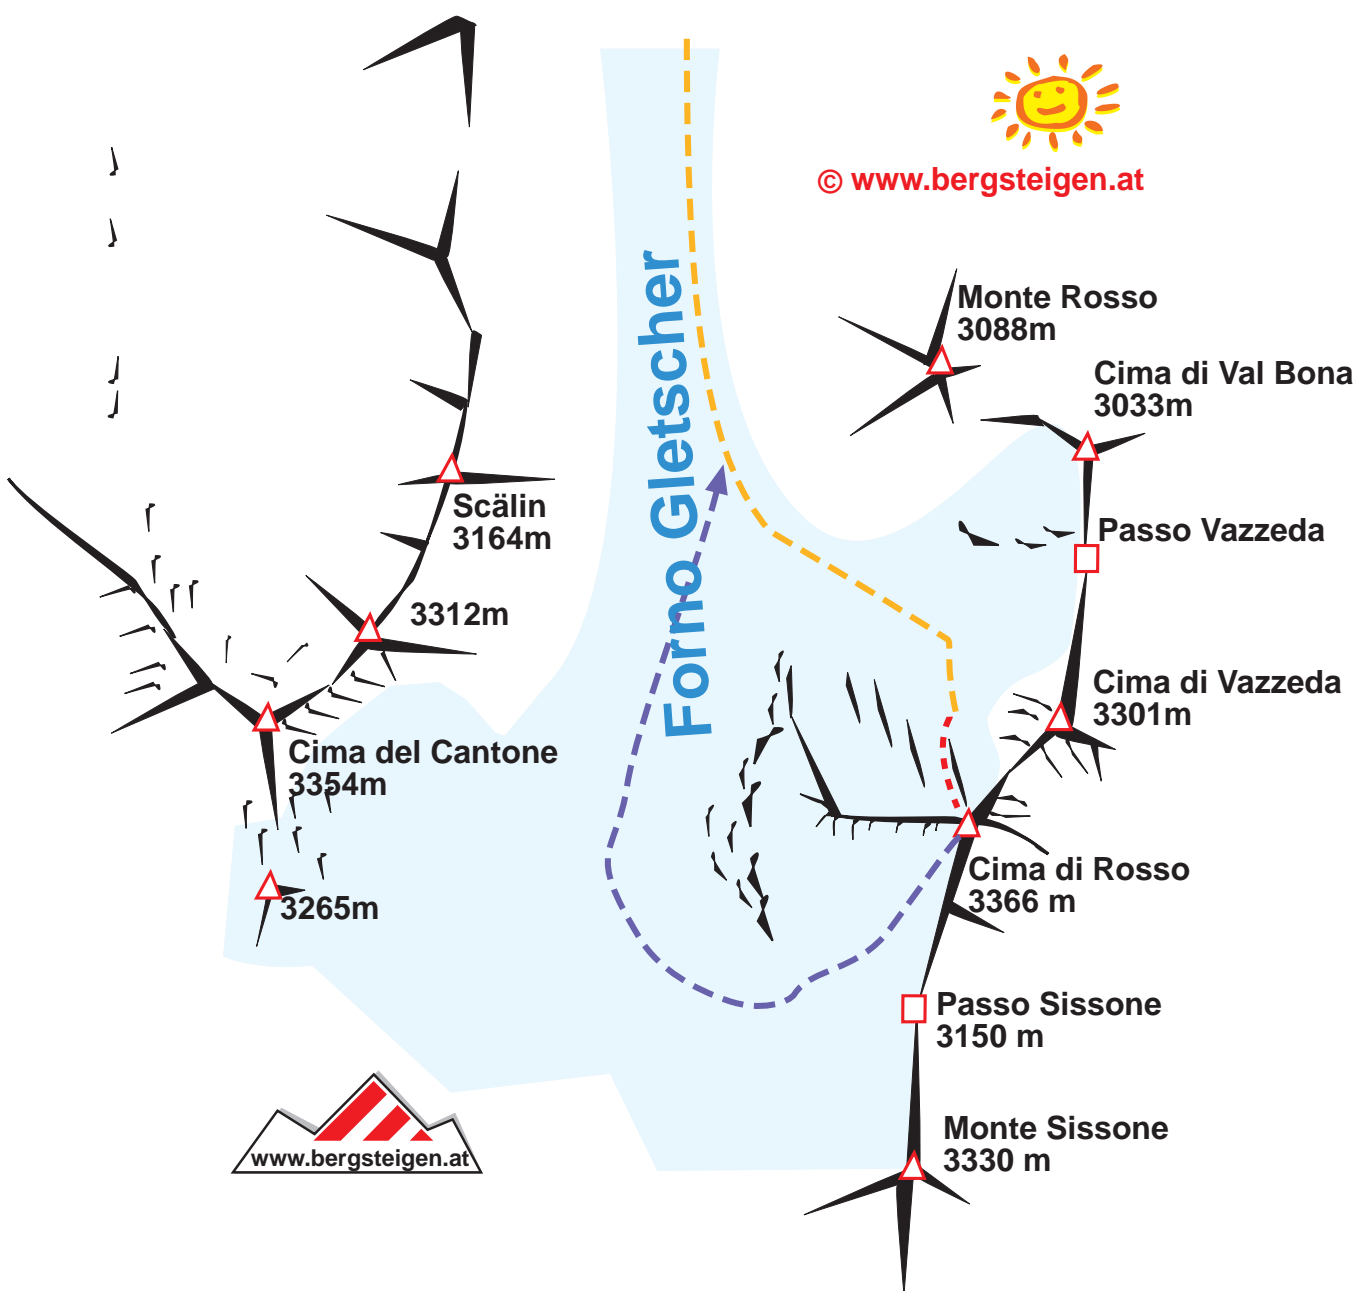 © www.bergsteigen.at
Monte Rosso
3088m
Cima di Val Bona
3033m
Forno Gletscher
Scälin
3164m
Passo Vazzeda
3312m
Cima di Vazzeda
3301m
Cima del Cantone
3354m
Cima di Rosso
3366 m
3265m
Passo Sissone
3150 m
Monte Sissone
3330 m
www.bergsteigen.at